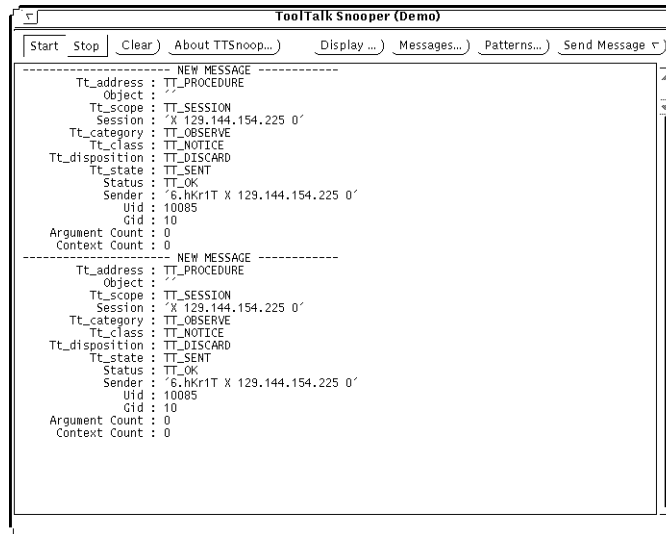 ToolTalk Snooper (Demo)
Start Stop Clear) About TTSnoop...) Display ...) Messages...) Patterns...) Send Message
---------------------- NEW MESSAGE ------------
Tt_address : TT_PROCEDURE
Object : ´´
Tt_scope : TT_SESSION
Session : ´X 129.144.154.225 0´
Tt_category : TT_OBSERVE
Tt_class : TT_NOTICE
Tt_disposition : TT_DISCARD
Tt_state : TT_SENT
Status : TT_OK
Sender : ´6.hKr1T X 129.144.154.225 0´
Uid : 10085
Gid : 10
Argument Count : 0
Context Count : 0
---------------------- NEW MESSAGE ------------
Tt_address : TT_PROCEDURE
Object : ´´
Tt_scope : TT_SESSION
Session : ´X 129.144.154.225 0´
Tt_category : TT_OBSERVE
Tt_class : TT_NOTICE
Tt_disposition : TT_DISCARD
Tt_state : TT_SENT
Status : TT_OK
Sender : ´6.hKr1T X 129.144.154.225 0´
Uid : 10085
Gid : 10
Argument Count : 0
Context Count : 0